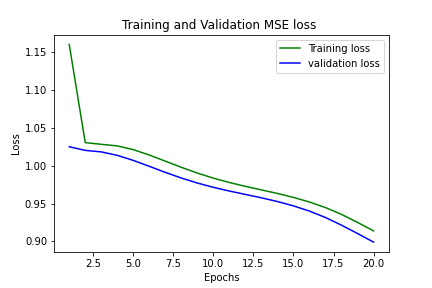 Training and Validation MSE loss
Training loss
validation loss
Loss
1.15
1.10
1.05
1.00
0.95
0.90
2.5 5.0 7.5 10.0 12.5 15.0 17.5 20.0
Epochs